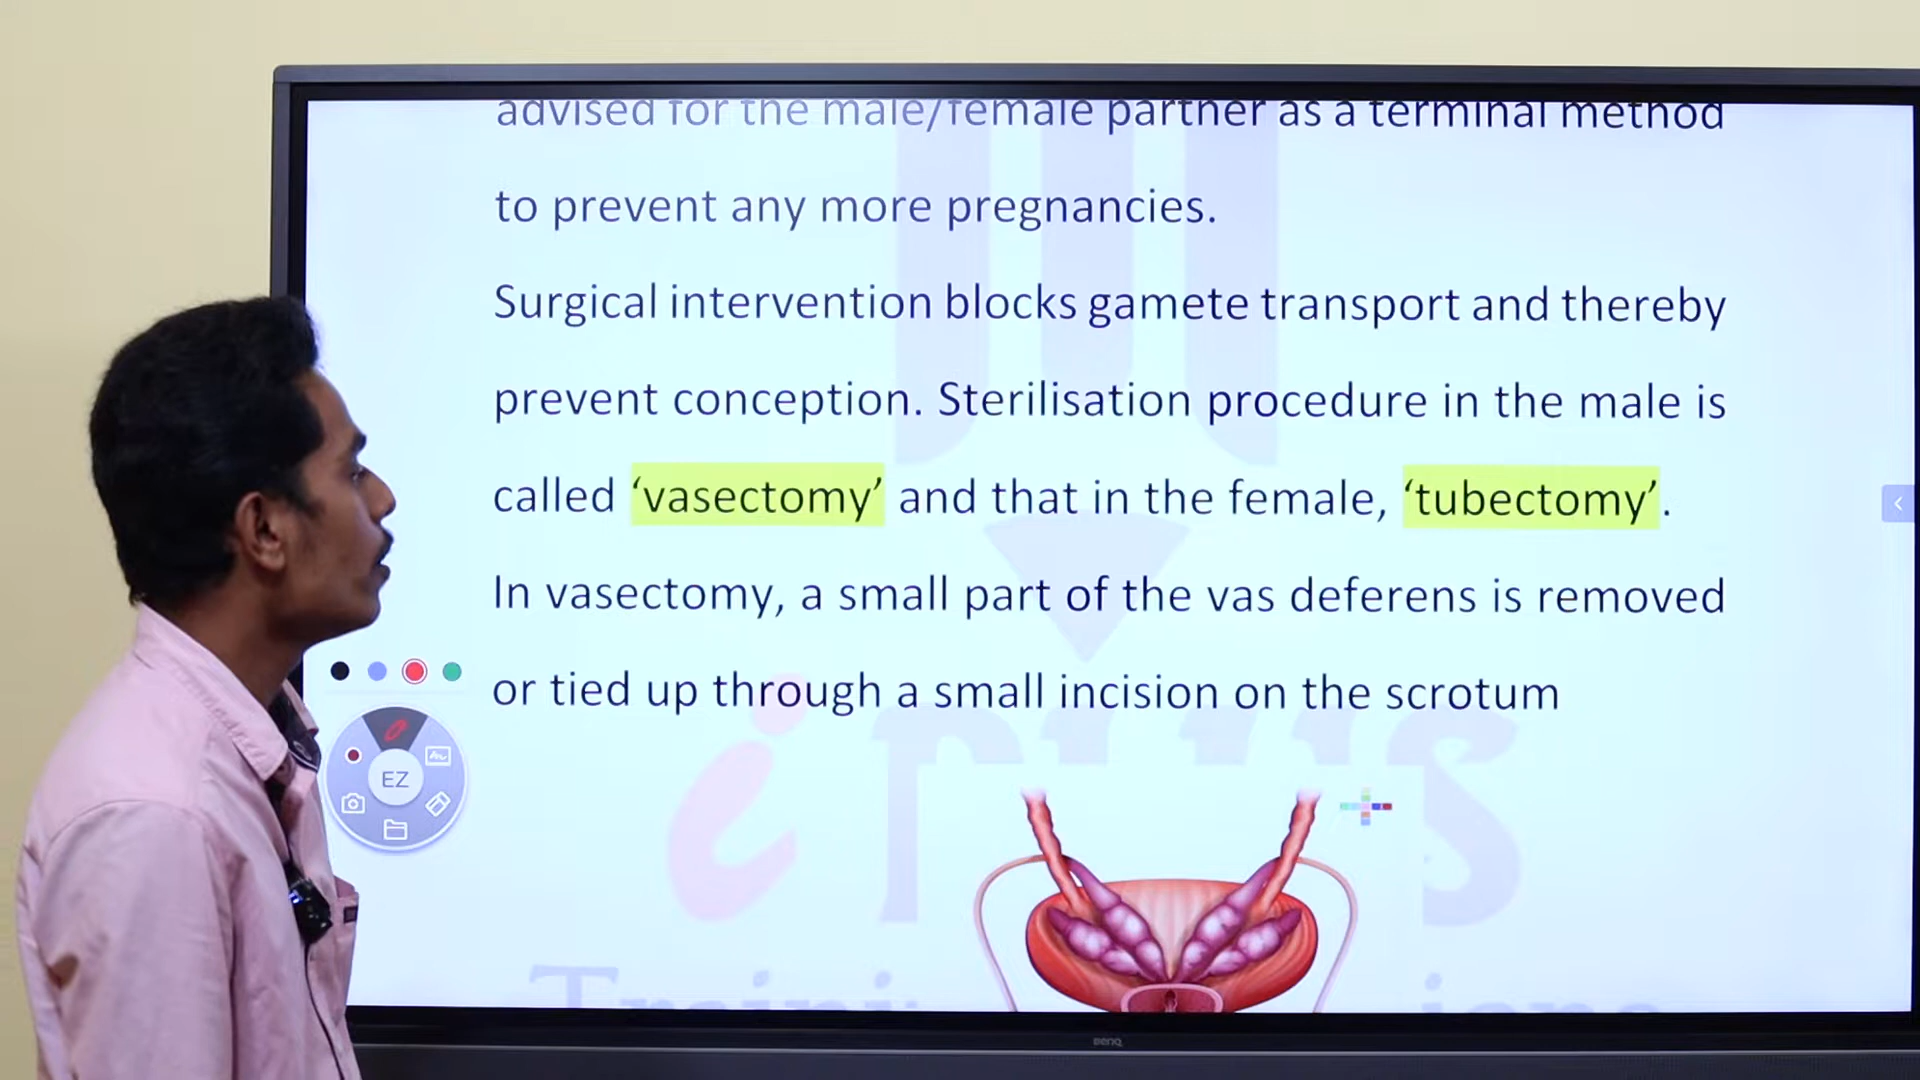 advised for the male/female partner as a terminal method
to prevent any more pregnancies.
Surgical intervention blocks gamete transport and thereby
prevent conception. Sterilisation procedure in the male is
called ‘vasectomy’ and that in the female, ‘tubectomy’.
In vasectomy, a small part of the vas deferens is removed
or tied up through a small incision on the scrotum
EZ
BenQ